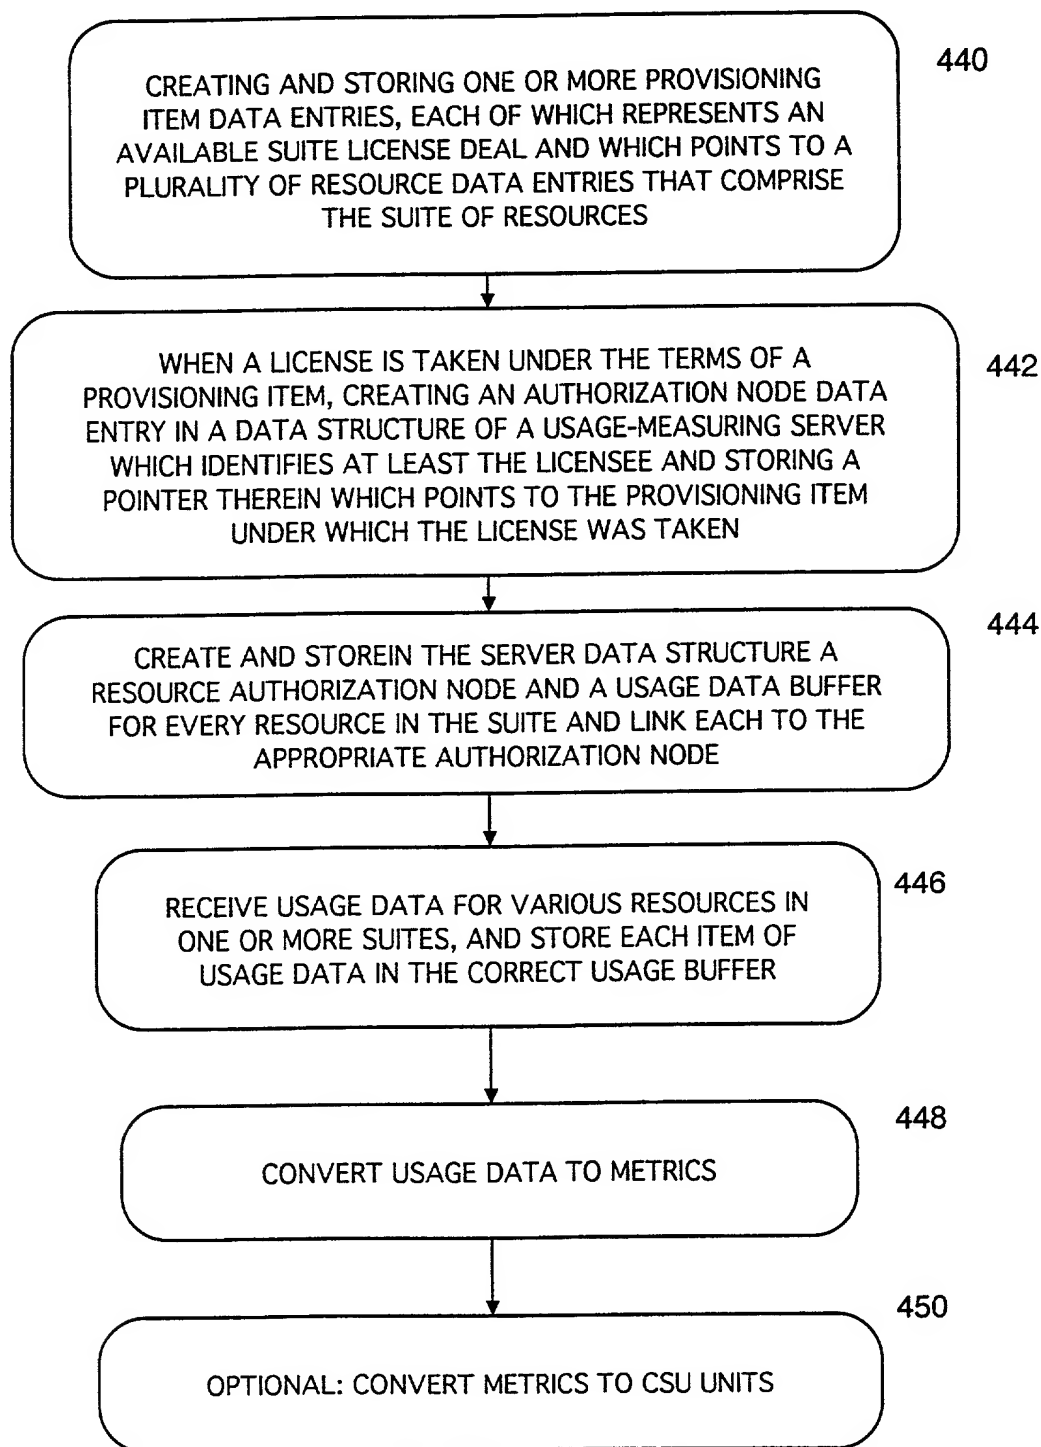 440
CREATING AND STORING ONE OR MORE PROVISIONING
ITEM DATA ENTRIES, EACH OF WHICH REPRESENTS AN
AVAILABLE SUITE LICENSE DEAL AND WHICH POINTS TO A
PLURALITY OF RESOURCE DATA ENTRIES THAT COMPRISE
THE SUITE OF RESOURCES
442
WHEN A LICENSE IS TAKEN UNDER THE TERMS OF A
PROVISIONING ITEM, CREATING AN AUTHORIZATION NODE DATA
ENTRY IN A DATA STRUCTURE OF A USAGE-MEASURING SERVER
WHICH IDENTIFIES AT LEAST THE LICENSEE AND STORING A
POINTER THEREIN WHICH POINTS TO THE PROVISIONING ITEM
UNDER WHICH THE LICENSE WAS TAKEN
444
CREATE AND STOREIN THE SERVER DATA STRUCTURE A
RESOURCE AUTHORIZATION NODE AND A USAGE DATA BUFFER
FOR EVERY RESOURCE IN THE SUITE AND LINK EACH TO THE
APPROPRIATE AUTHORIZATION NODE
446
RECEIVE USAGE DATA FOR VARIOUS RESOURCES IN
ONE OR MORE SUITES, AND STORE EACH ITEM OF
USAGE DATA IN THE CORRECT USAGE BUFFER
448
CONVERT USAGE DATA TO METRICS
450
OPTIONAL: CONVERT METRICS TO CSU UNITS